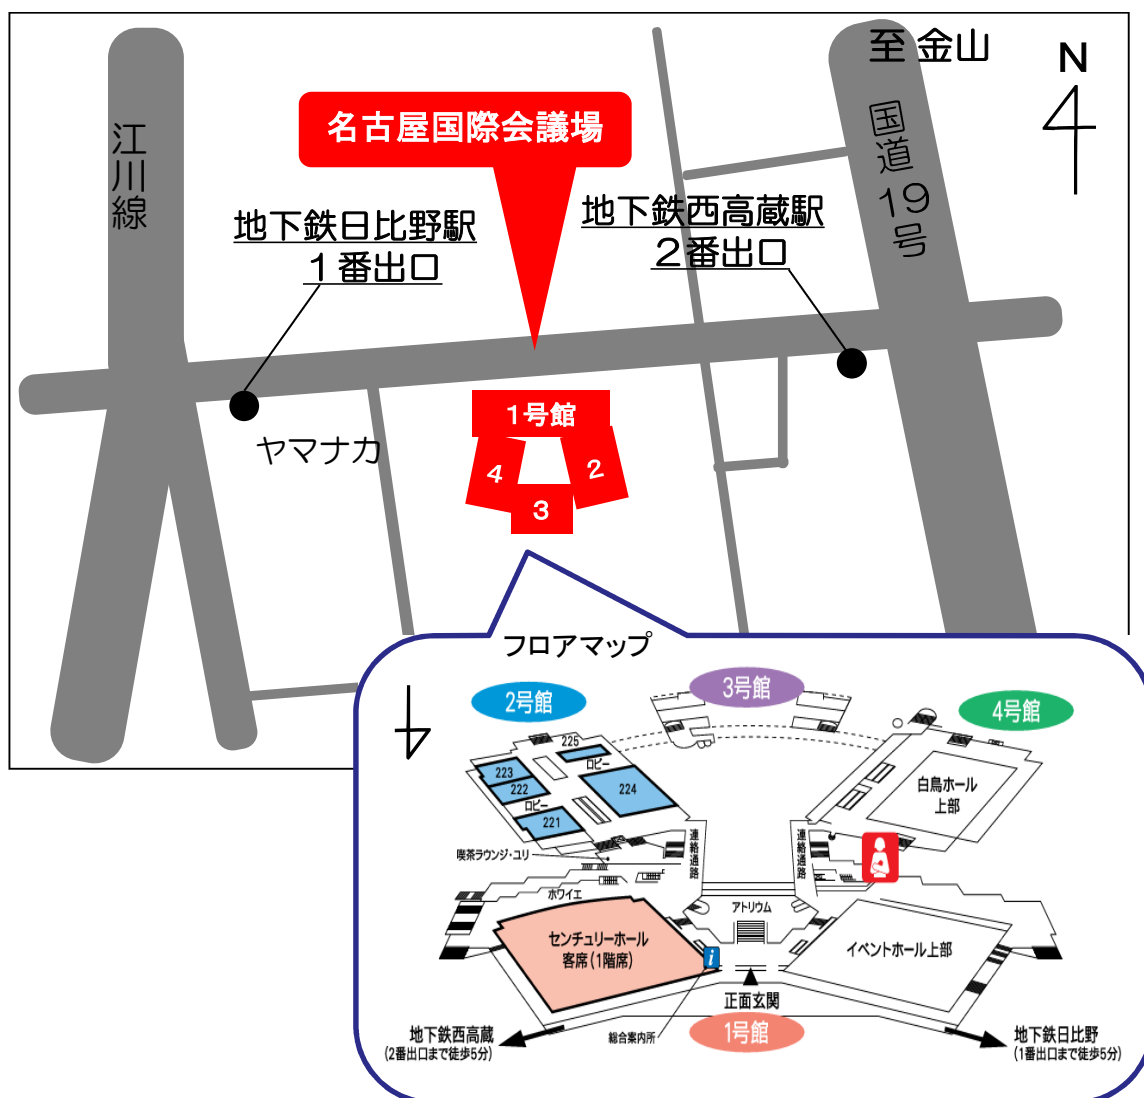 至 金山
N
名古屋国際会議場
江川線
国道19号
地下鉄日比野駅
1番出口
地下鉄西高蔵駅
2番出口
1号館
ヤマナカ
4
2
3
フロアマップ
2号館
3号館
4号館
225
ロビー
223
222
224
ロビー
221
白鳥ホール
上部
連絡通路
連絡通路
喫茶ラウンジ・ユリ
ホワイエ
アトリウム
センチュリーホール
客席(1階席)
i
イベントホール上部
正面玄関
地下鉄西高蔵
(2番出口まで徒歩5分)
総合案内所
1号館
地下鉄日比野
(1番出口まで徒歩5分)